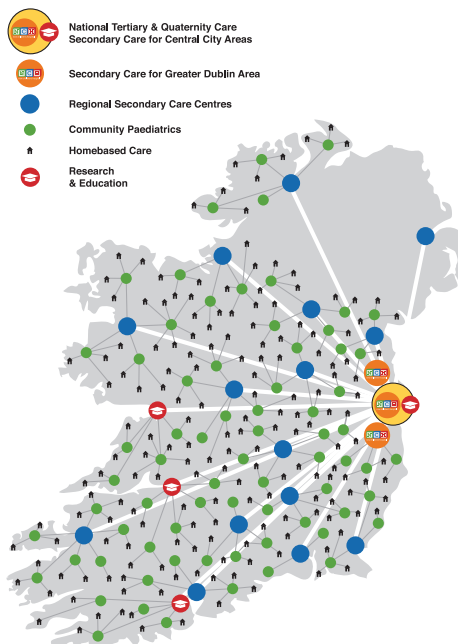 National Tertiary & Quaternity Care
Secondary Care for Central City Areas
Secondary Care for Greater Dublin Area
Regional Secondary Care Centres
Community Paediatrics
Homebased Care
Research
& Education